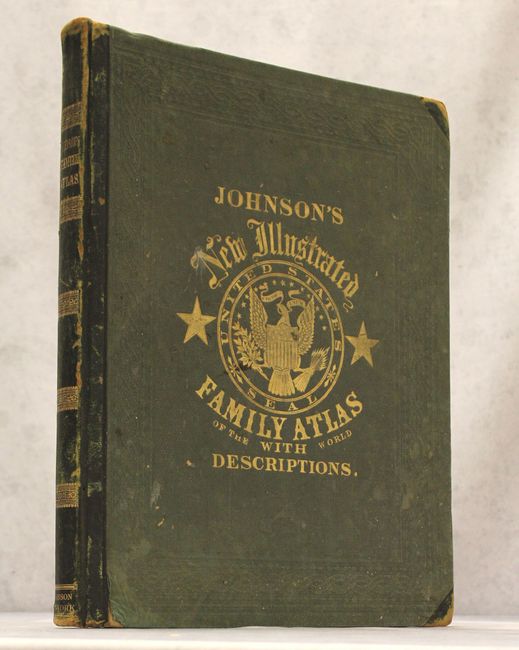 JOHNSON'S
New Illustrated
UNITED STATES
SEAL
FAMILY ATLAS
OF THE WORLD
WITH
DESCRIPTIONS.
ATLAS